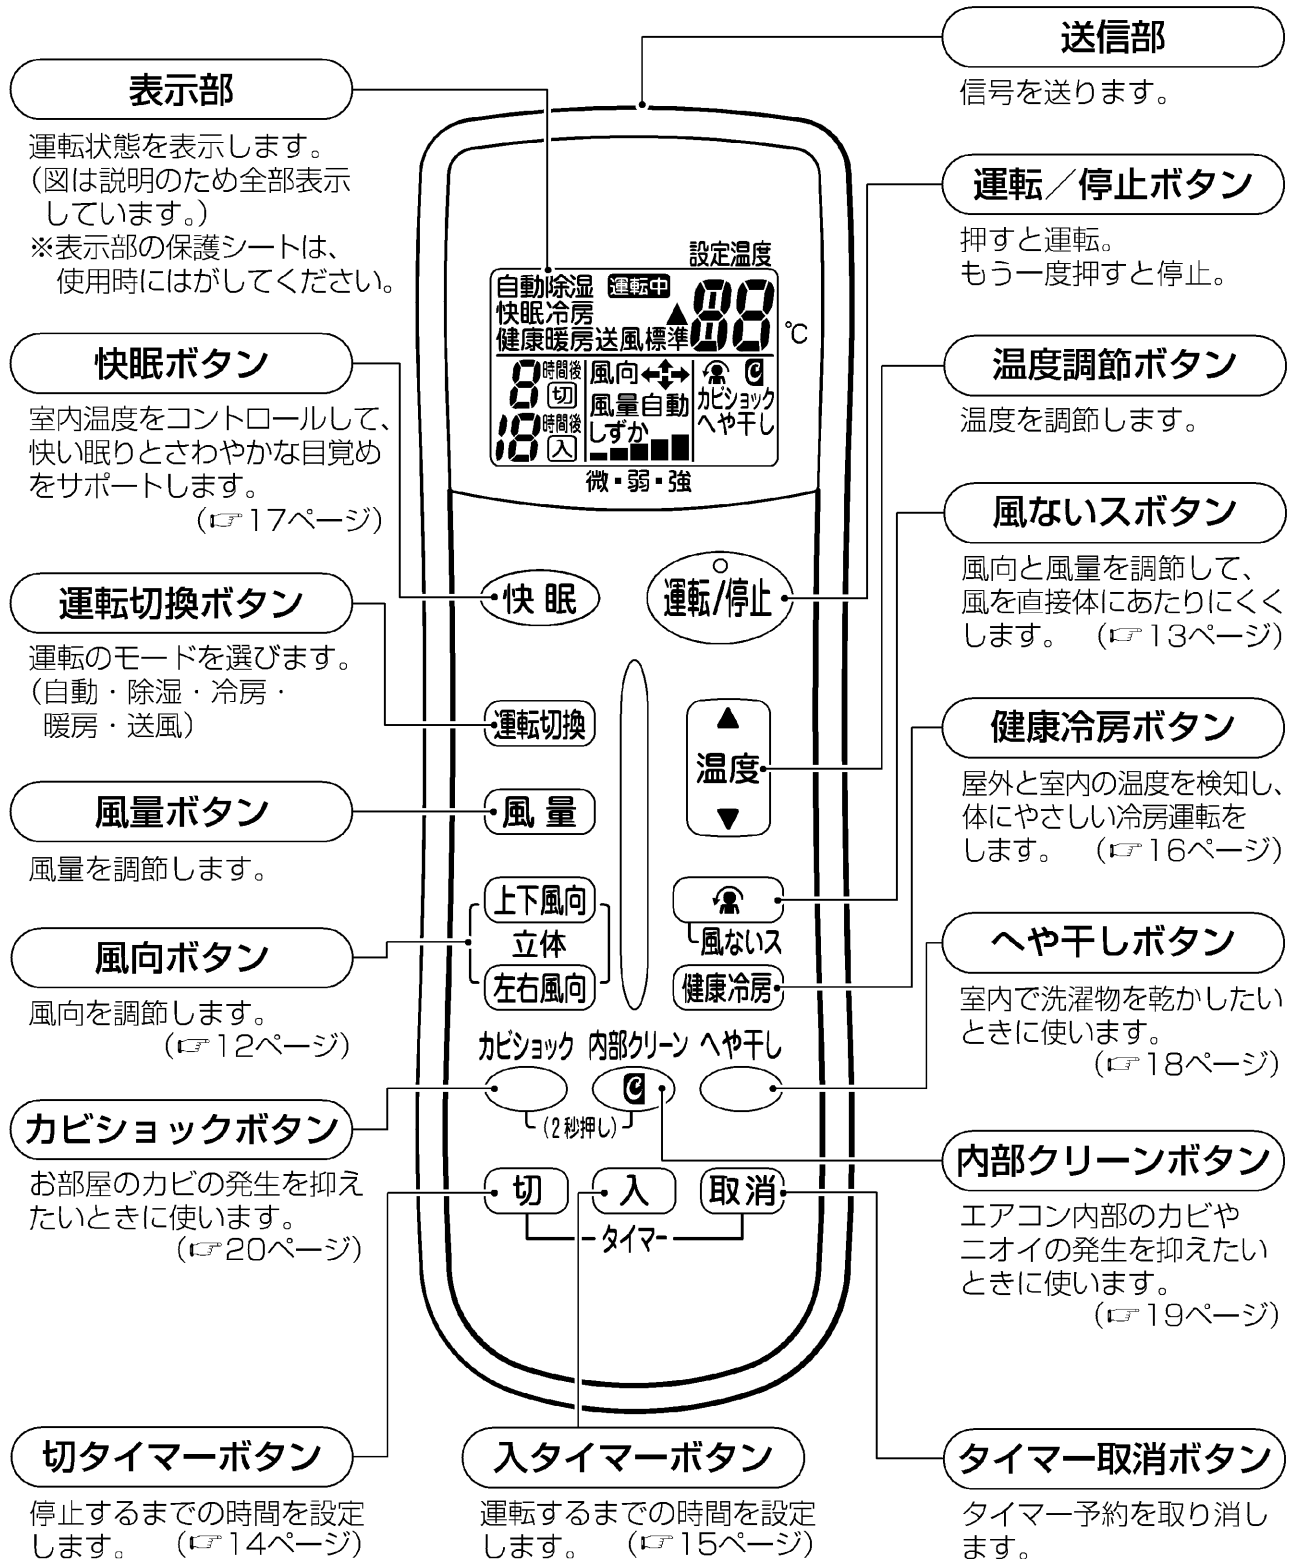 送信部
信号を送ります。
表示部
運転状態を表示します。
(図は説明のため全部表示
しています。)
※表示部の保護シートは、
使用時にはがしてください。
運転／停止ボタン
押すと運転。
もう一度押すと停止。
快眠ボタン
室内温度をコントロールして、
快い眠りとさわやかな目覚め
をサポートします。
(☞17ページ)
温度調節ボタン
温度を調節します。
風ないスボタン
風向と風量を調節して、
風を直接体にあたりにくく
します。 (☞13ページ)
運転切換ボタン
運転のモードを選びます。
(自動・除湿・冷房・
暖房・送風)
健康冷房ボタン
屋外と室内の温度を検知し、
体にやさしい冷房運転を
します。 (☞16ページ)
風量ボタン
風量を調節します。
風向ボタン
風向を調節します。
(☞12ページ)
へや干しボタン
室内で洗濯物を乾かしたい
ときに使います。
(☞18ページ)
カビショックボタン
お部屋のカビの発生を抑え
たいときに使います。
(☞20ページ)
内部クリーンボタン
エアコン内部のカビや
ニオイの発生を抑えたい
ときに使います。
(☞19ページ)
切タイマーボタン
停止するまでの時間を設定
します。 (☞14ページ)
入タイマーボタン
運転するまでの時間を設定
します。 (☞15ページ)
タイマー取消ボタン
タイマー予約を取り消し
ます。
設定温度
自動除湿 運転中
快眠冷房 ▲ 88 ℃
健康暖房送風標準
8 時間後 切
18 時間後 入
風向
風量自動
しずか
カビショック
へや干し
微・弱・強
快眠
運転/停止
運転切換
▲
温度
▼
風量
上下風向
立体
左右風向
風ないス
健康冷房
カビショック 内部クリーン へや干し
(2秒押し)
切 入 取消
タイマー